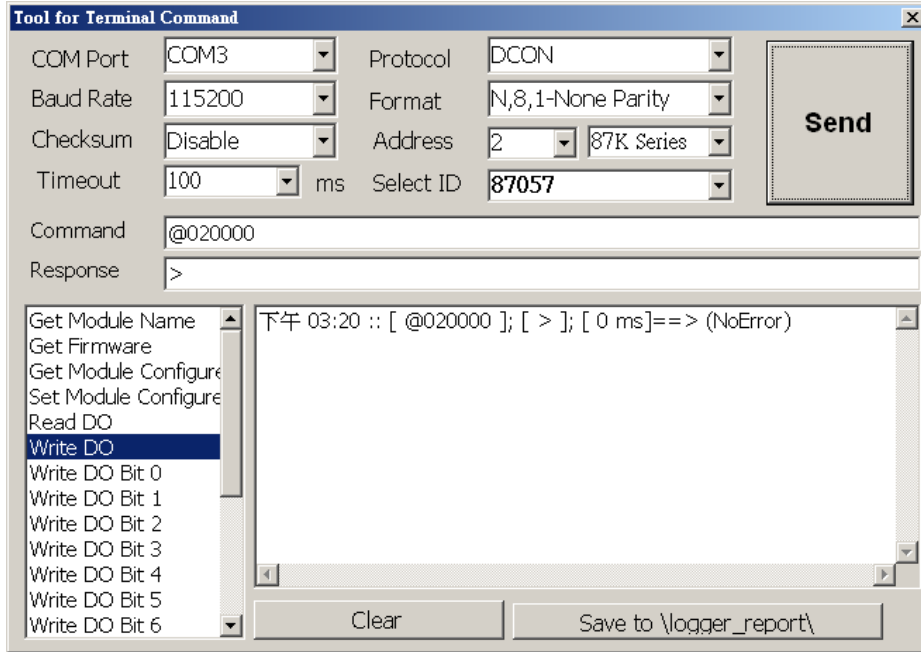 Tool for Terminal Command
COM Port COM3 Protocol DCON
Baud Rate 115200 Format N,8,1-None Parity
Checksum Disable Address 2 87K Series
Timeout 100 ms Select ID 87057
Send
Command @020000
Response >
Get Module Name
Get Firmware
Get Module Configure
Set Module Configure
Read DO
Write DO
Write DO Bit 0
Write DO Bit 1
Write DO Bit 2
Write DO Bit 3
Write DO Bit 4
Write DO Bit 5
Write DO Bit 6
下午 03:20 :: [ @020000 ]; [ > ]; [ 0 ms]==> (NoError)
Clear Save to \logger_report\